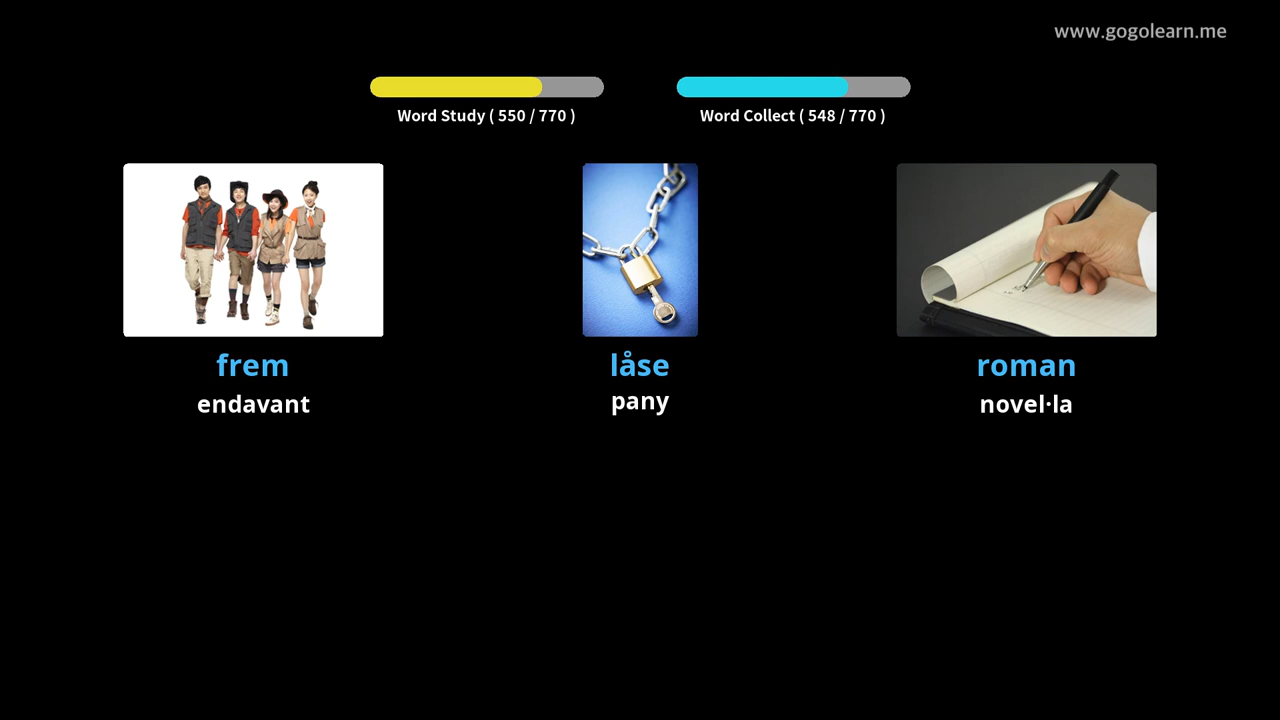 www.gogolearn.me
Word Study ( 550 / 770 )
Word Collect ( 548 / 770 )
frem
endavant
låse
pany
roman
novel·la